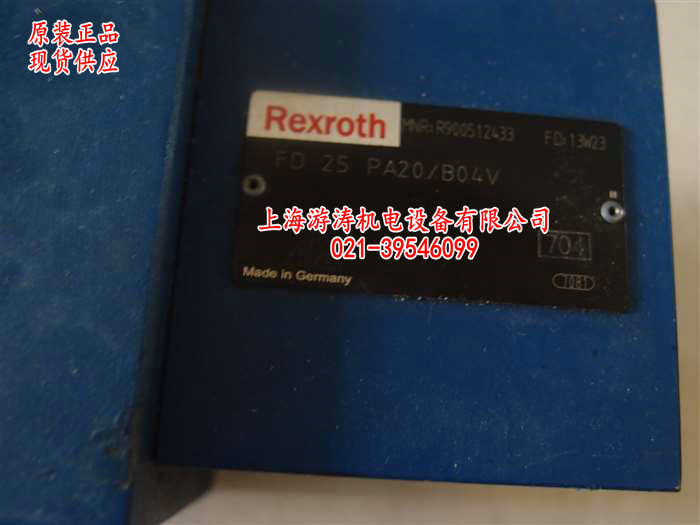 原装正品
现货供应
Rexroth
MNR:R900512433 FD:13W23
FD 25 PA20/B04V
上海游涛机电设备有限公司
021-39546099
704
Made in Germany
7081